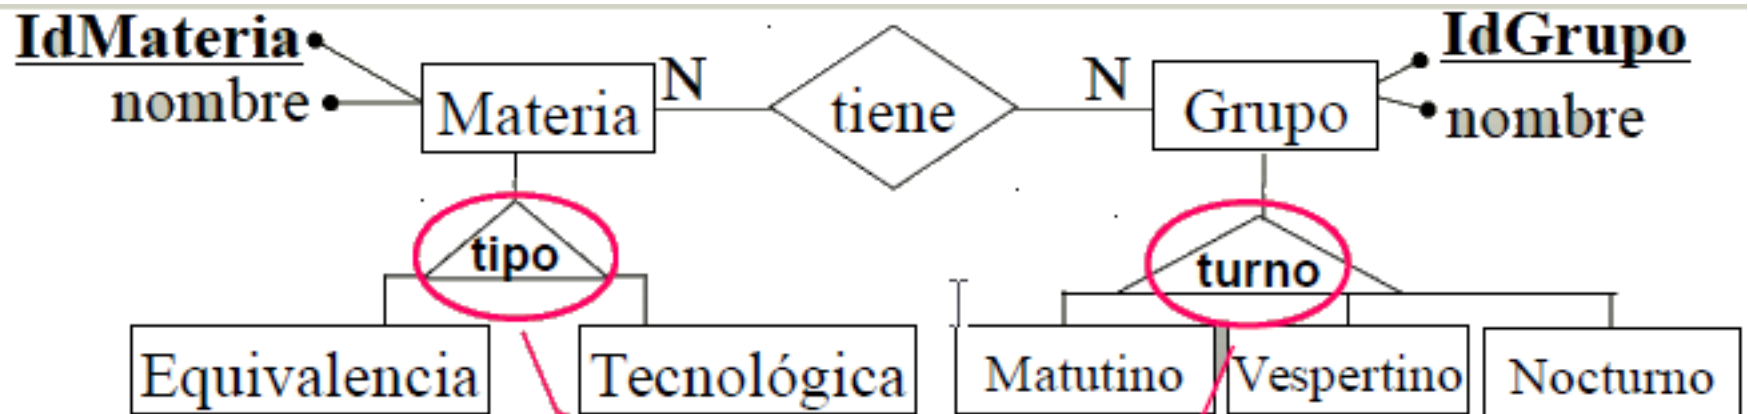 IdMateria
nombre
Materia
N
tiene
N
Grupo
IdGrupo
nombre
tipo
turno
Equivalencia
Tecnológica
Matutino
Vespertino
Nocturno